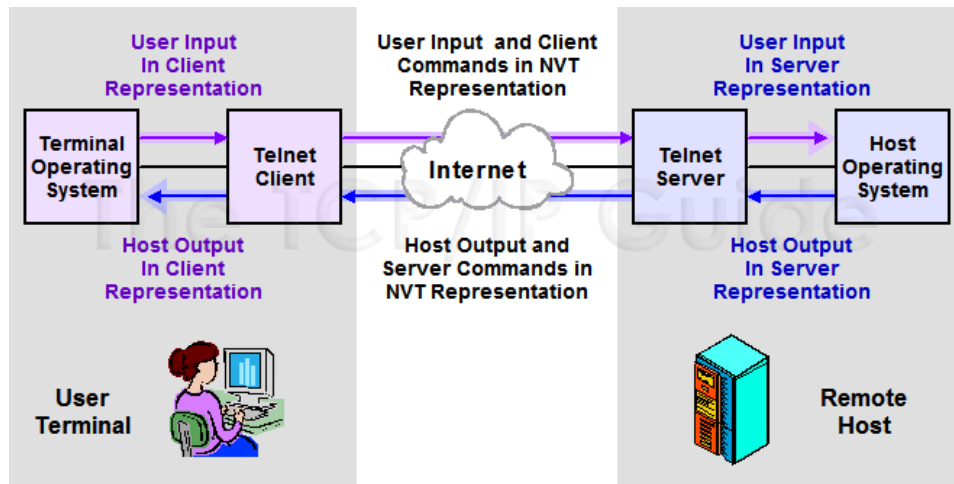 User Input
In Client
Representation
User Input and Client
Commands in NVT
Representation
User Input
In Server
Representation
Terminal
Operating
System
Telnet
Client
Internet
Telnet
Server
Host
Operating
System
The TCP/IP Guide
Host Output
In Client
Representation
Host Output and
Server Commands in
NVT Representation
Host Output
In Server
Representation
User
Terminal
Remote
Host